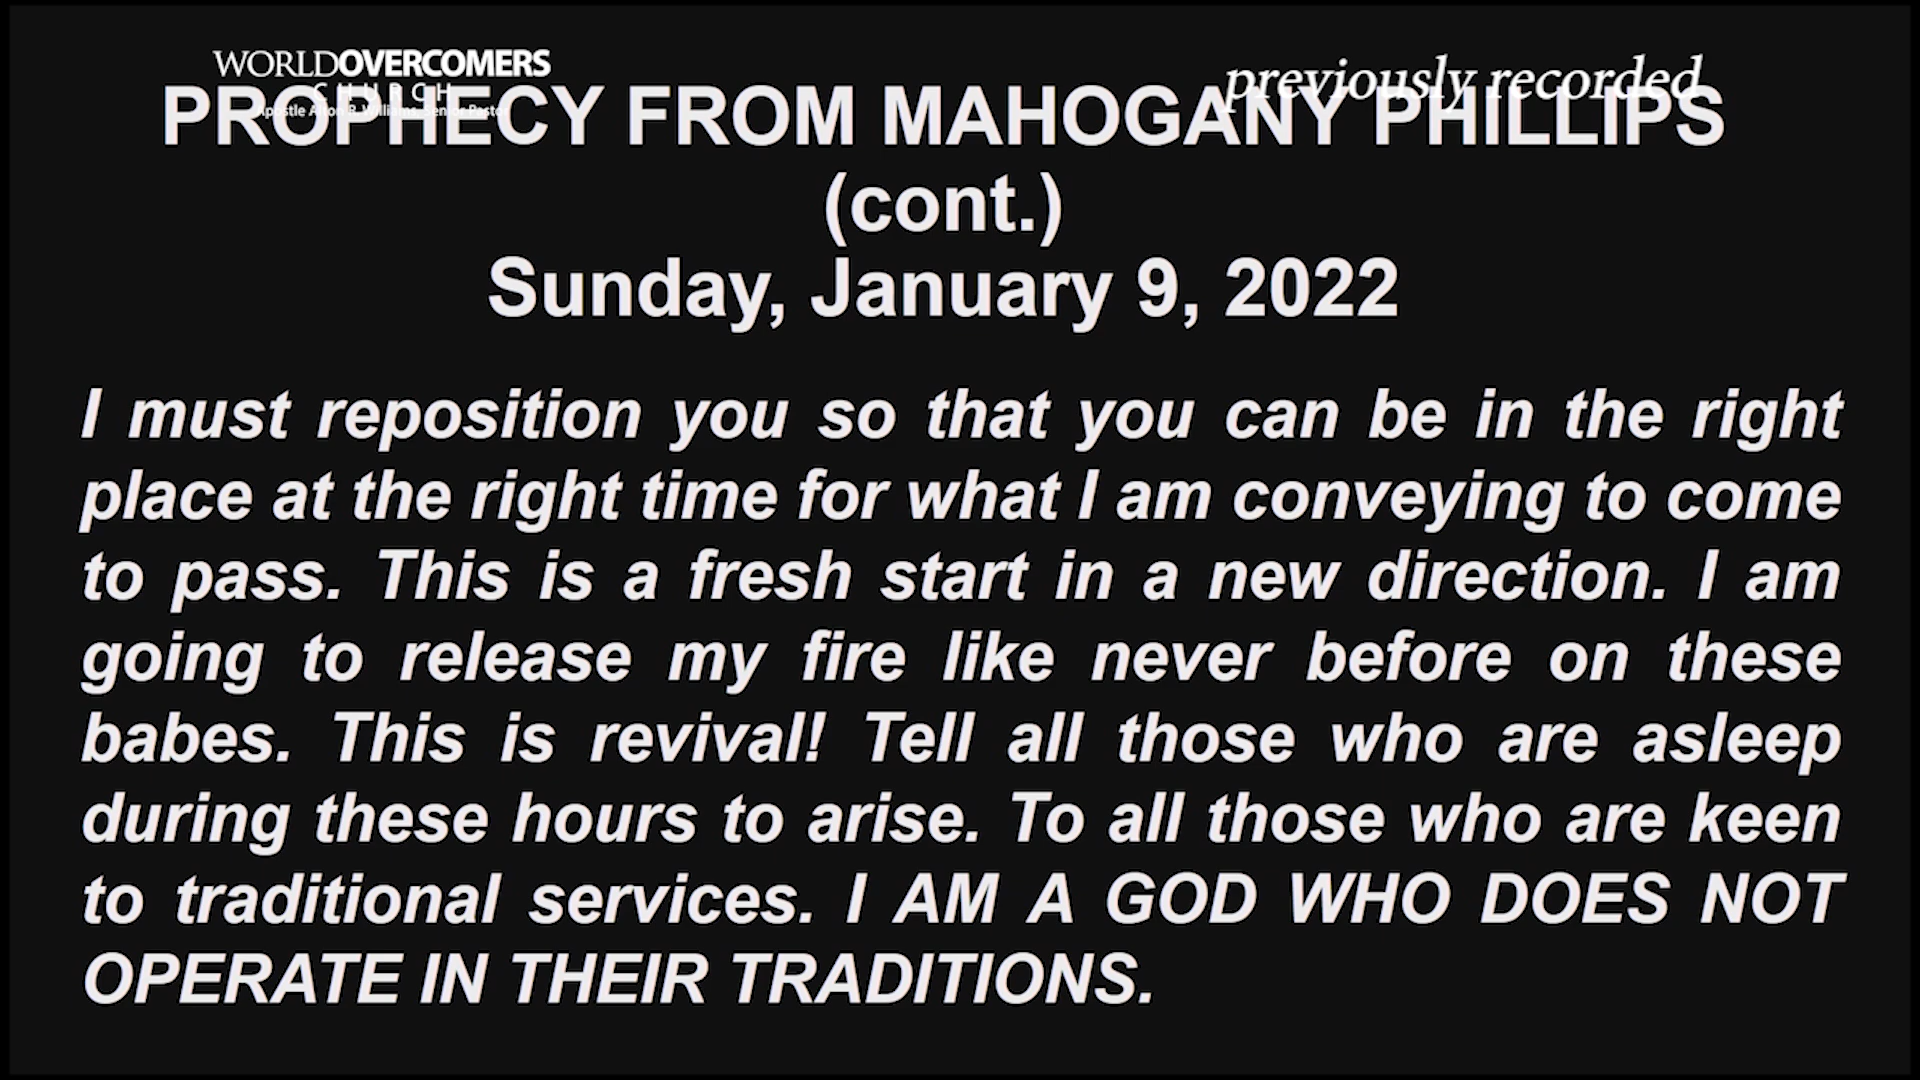 WORLDOVERCOMERS
CHURCH
previously recorded
PROPHECY FROM MAHOGANY PHILLIPS
(cont.)
Sunday, January 9, 2022
I must reposition you so that you can be in the right
place at the right time for what I am conveying to come
to pass. This is a fresh start in a new direction. I am
going to release my fire like never before on these
babes. This is revival! Tell all those who are asleep
during these hours to arise. To all those who are keen
to traditional services. I AM A GOD WHO DOES NOT
OPERATE IN THEIR TRADITIONS.